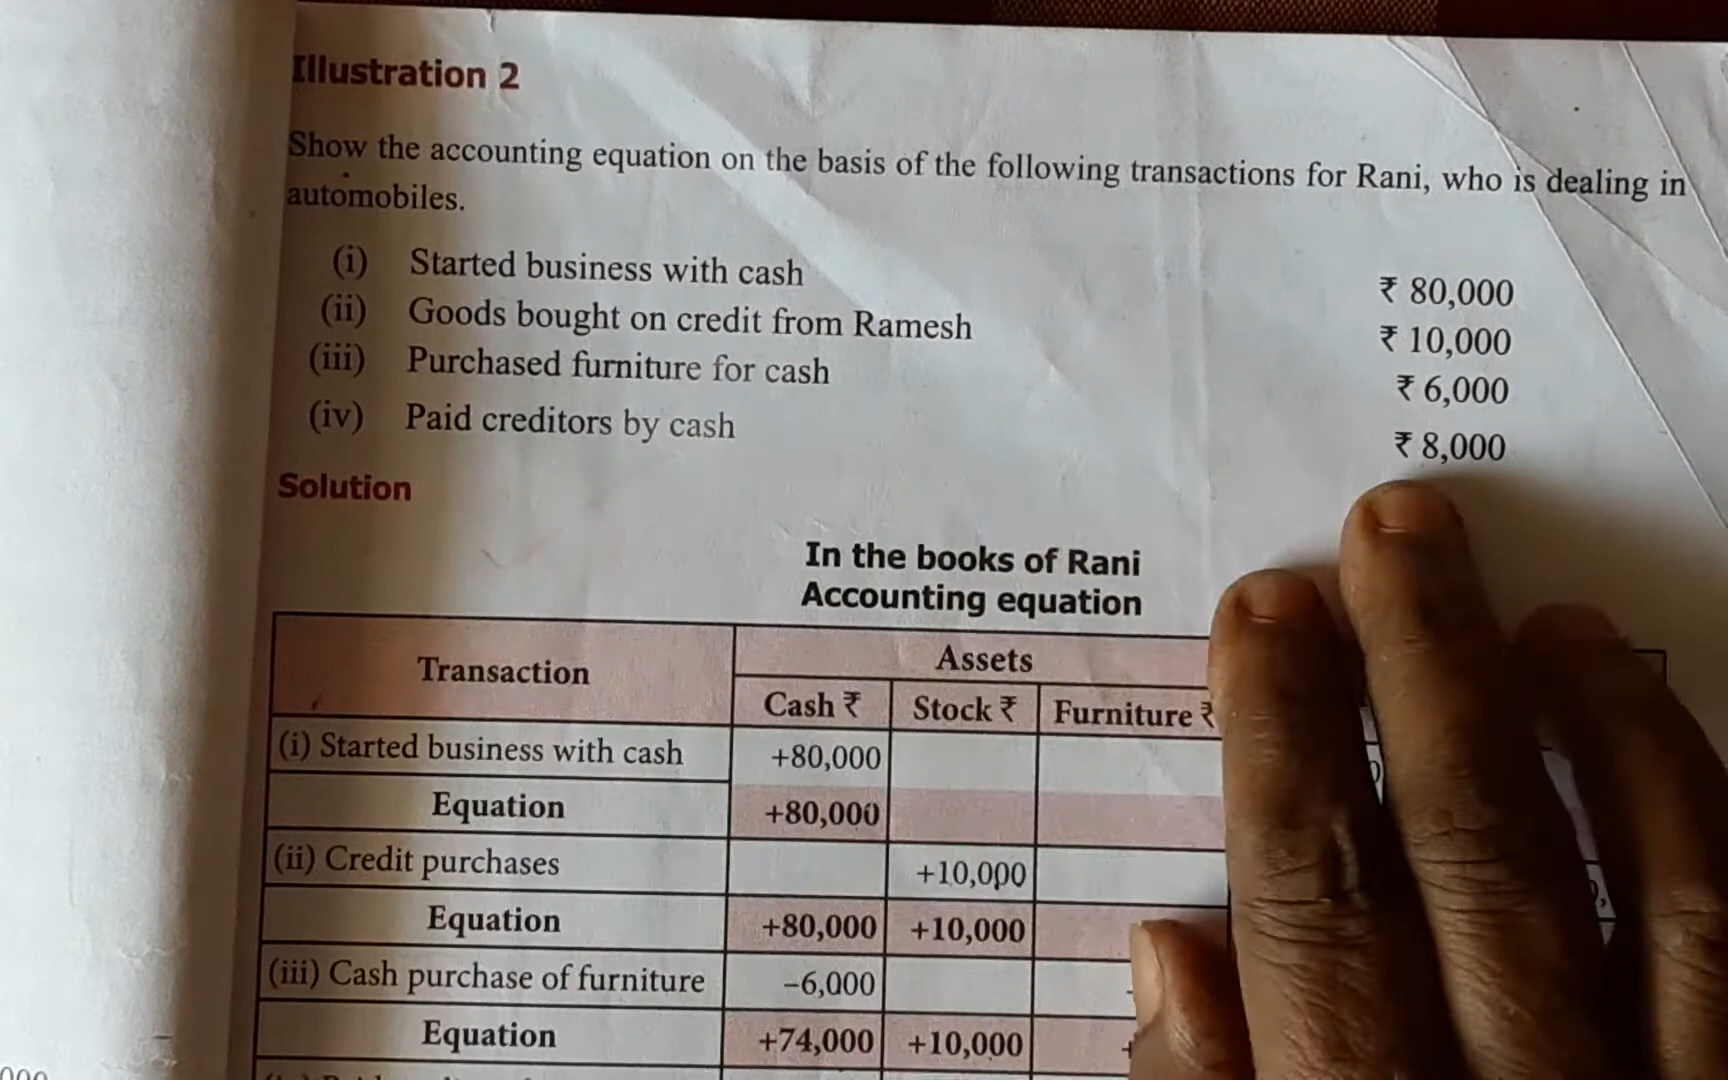 Illustration 2
Show the accounting equation on the basis of the following transactions for Rani, who is dealing in
automobiles.
(i) Started business with cash ₹ 80,000
(ii) Goods bought on credit from Ramesh ₹ 10,000
(iii) Purchased furniture for cash ₹ 6,000
(iv) Paid creditors by cash ₹ 8,000
Solution
In the books of Rani
Accounting equation
Transaction Assets
Cash ₹ Stock ₹ Furniture ₹
(i) Started business with cash +80,000
Equation +80,000
(ii) Credit purchases +10,000
Equation +80,000 +10,000
(iii) Cash purchase of furniture −6,000
Equation +74,000 +10,000